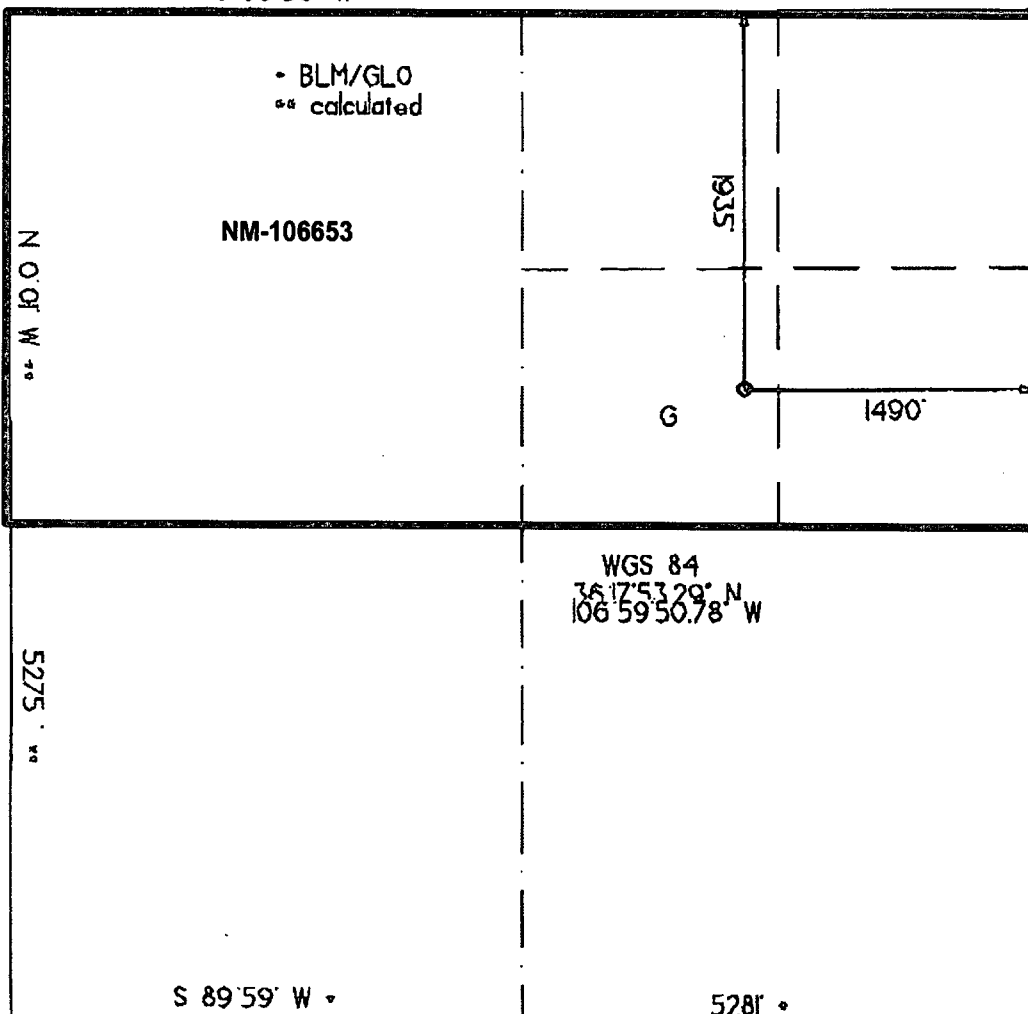 • BLM/GLO
** calculated
NM-106653
1935'
N 0°01' W **
G
1490'
WGS 84
36°17'53.29" N
106°59'50.78" W
5275' **
S 89°59' W *
5281' *